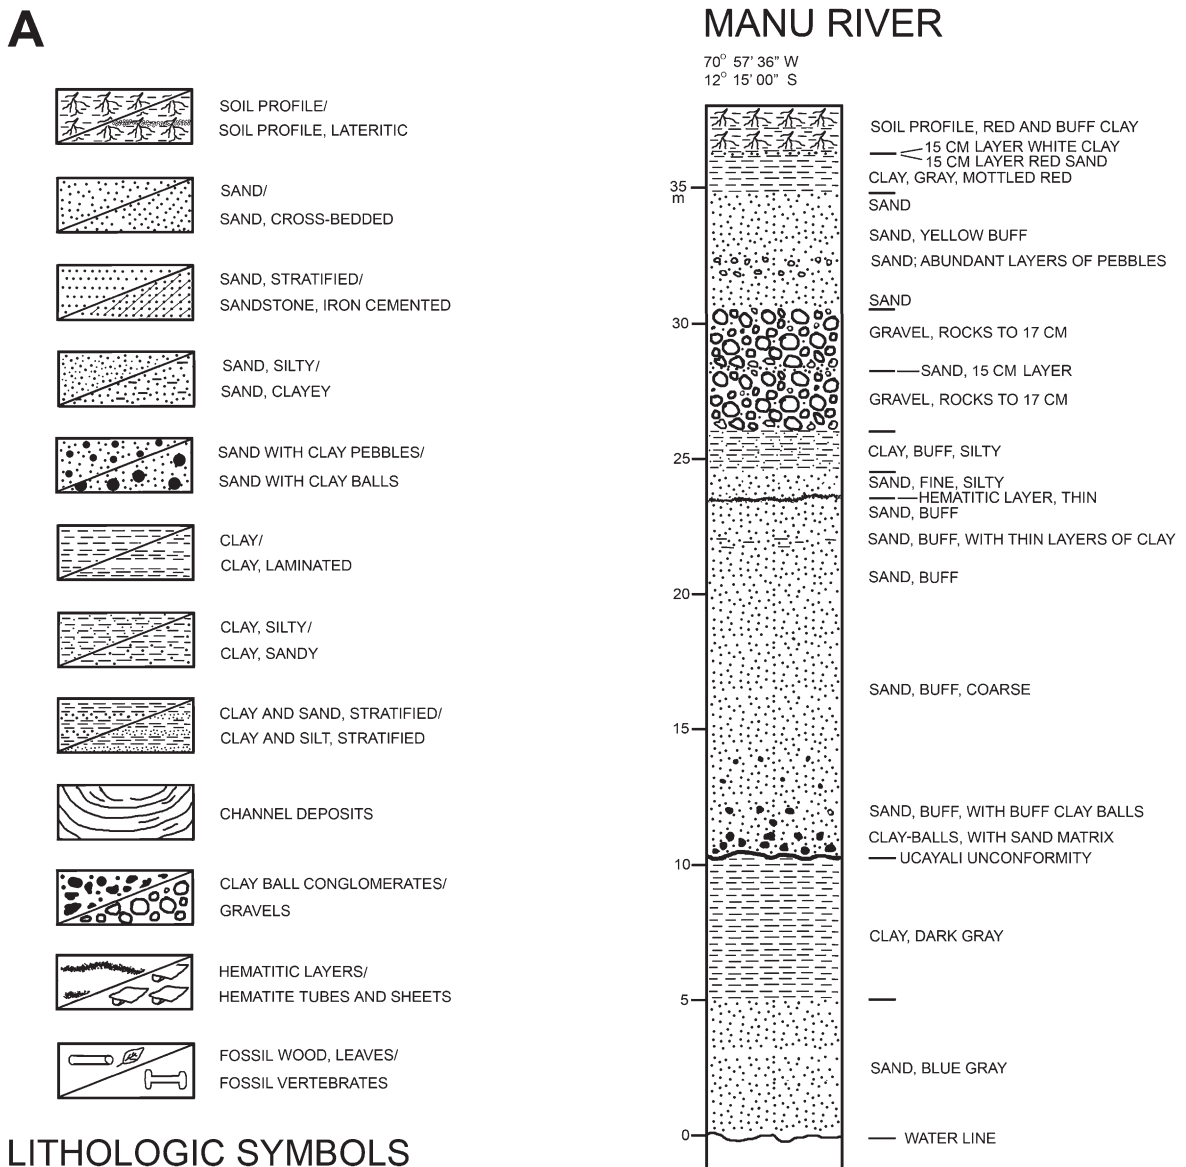 A
SOIL PROFILE/
SOIL PROFILE, LATERITIC
SAND/
SAND, CROSS-BEDDED
SAND, STRATIFIED/
SANDSTONE, IRON CEMENTED
SAND, SILTY/
SAND, CLAYEY
SAND WITH CLAY PEBBLES/
SAND WITH CLAY BALLS
CLAY/
CLAY, LAMINATED
CLAY, SILTY/
CLAY, SANDY
CLAY AND SAND, STRATIFIED/
CLAY AND SILT, STRATIFIED
CHANNEL DEPOSITS
CLAY BALL CONGLOMERATES/
GRAVELS
HEMATITIC LAYERS/
HEMATITE TUBES AND SHEETS
FOSSIL WOOD, LEAVES/
FOSSIL VERTEBRATES
LITHOLOGIC SYMBOLS
MANU RIVER
70° 57' 36" W
12° 15' 00" S
SOIL PROFILE, RED AND BUFF CLAY
15 CM LAYER WHITE CLAY
15 CM LAYER RED SAND
CLAY, GRAY, MOTTLED RED
35
m
SAND
SAND, YELLOW BUFF
SAND; ABUNDANT LAYERS OF PEBBLES
SAND
30
GRAVEL, ROCKS TO 17 CM
SAND, 15 CM LAYER
GRAVEL, ROCKS TO 17 CM
CLAY, BUFF, SILTY
25
SAND, FINE, SILTY
HEMATITIC LAYER, THIN
SAND, BUFF
SAND, BUFF, WITH THIN LAYERS OF CLAY
SAND, BUFF
20
SAND, BUFF, COARSE
15
SAND, BUFF, WITH BUFF CLAY BALLS
CLAY-BALLS, WITH SAND MATRIX
UCAYALI UNCONFORMITY
10
CLAY, DARK GRAY
5
SAND, BLUE GRAY
0
WATER LINE